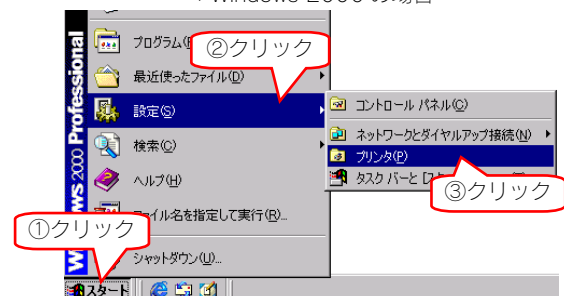 Windows 2000 の場合
Windows 2000 Professional
プログラム(P)
②クリック
最近使ったファイル(D)
設定(S)
コントロール パネル(C)
ネットワークとダイヤルアップ接続(N)
検索(C)
プリンタ(P)
ヘルプ(H)
タスク バーと [ス
③クリック
ファイル名を指定して実行(R)...
①クリック
シャットダウン(U)...
スタート